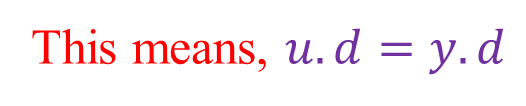 This means, u.d = y.d